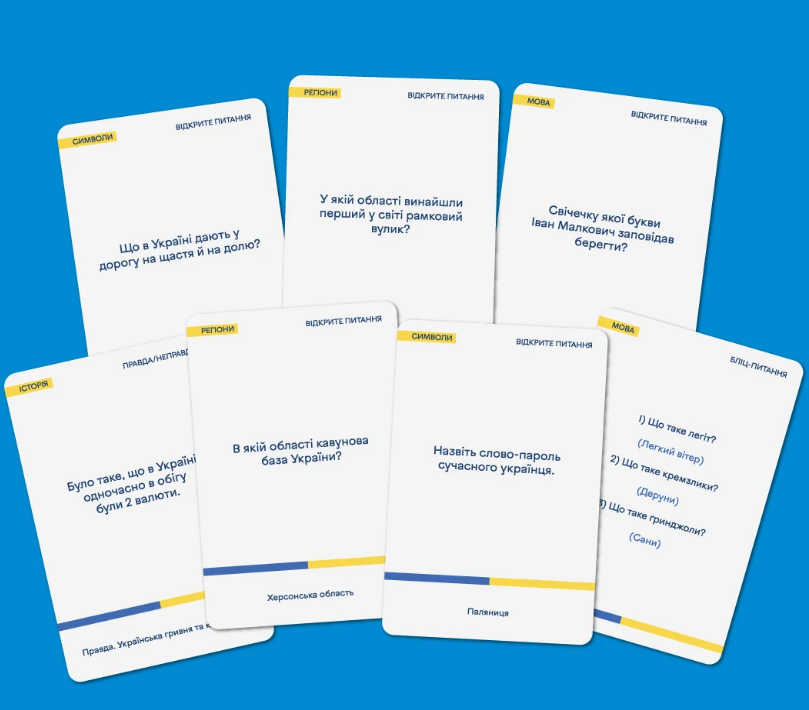 СИМВОЛИ
ВІДКРИТЕ ПИТАННЯ
Що в Україні дають у
дорогу на щастя й на долю?
РЕГІОНИ
ВІДКРИТЕ ПИТАННЯ
У якій області винайшли
перший у світі рамковий
вулик?
МОВА
ВІДКРИТЕ ПИТАННЯ
Свічечку якої букви
Іван Малкович заповідав
берегти?
ІСТОРІЯ
ПРАВДА/НЕПРАВД
Було таке, що в Україні
одночасно в обігу
були 2 валюти.
Правда. Українська гривня та к
РЕГІОНИ
ВІДКРИТЕ ПИТАННЯ
В якій області кавунова
база України?
Херсонська область
СИМВОЛИ
ВІДКРИТЕ ПИТАННЯ
Назвіть слово-пароль
сучасного українця.
Паляниця
МОВА
БЛІЦ-ПИТАННЯ
1) Що таке легіт?
(Легкий вітер)
2) Що таке кремзлики?
(Деруни)
3) Що таке ґринджоли?
(Сани)